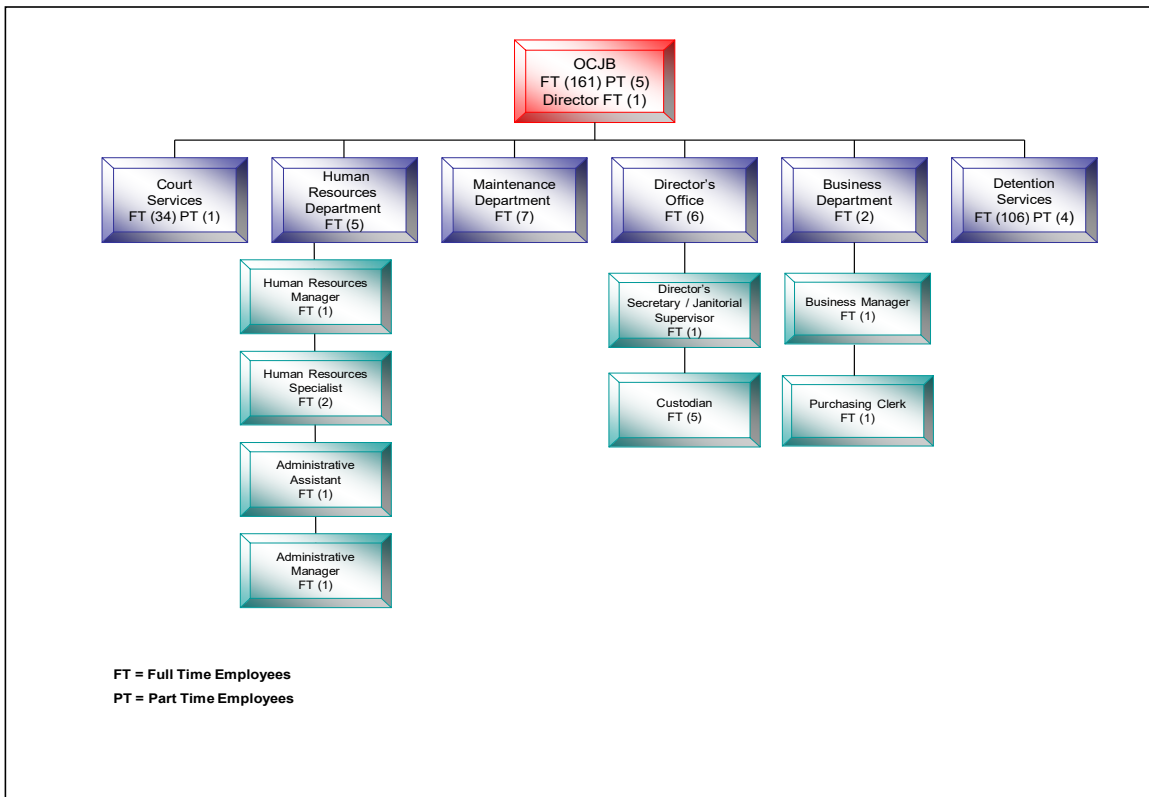 OCJB
FT (161) PT (5)
Director FT (1)
Court
Services
FT (34) PT (1)
Human
Resources
Department
FT (5)
Maintenance
Department
FT (7)
Director's
Office
FT (6)
Business
Department
FT (2)
Detention
Services
FT (106) PT (4)
Human Resources
Manager
FT (1)
Human Resources
Specialist
FT (2)
Administrative
Assistant
FT (1)
Administrative
Manager
FT (1)
Director's
Secretary / Janitorial
Supervisor
FT (1)
Custodian
FT (5)
Business Manager
FT (1)
Purchasing Clerk
FT (1)
FT = Full Time Employees
PT = Part Time Employees